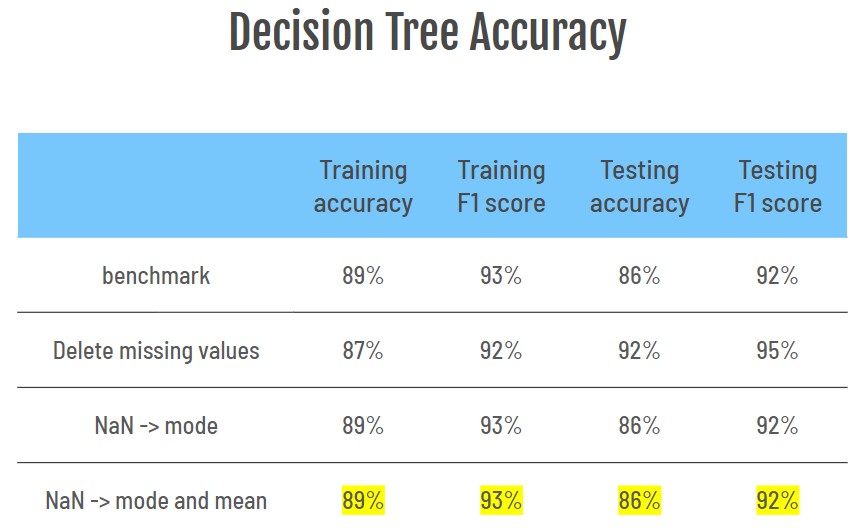 Decision Tree Accuracy
Training accuracy Training F1 score Testing accuracy Testing F1 score
benchmark 89% 93% 86% 92%
Delete missing values 87% 92% 92% 95%
NaN -> mode 89% 93% 86% 92%
NaN -> mode and mean 89% 93% 86% 92%